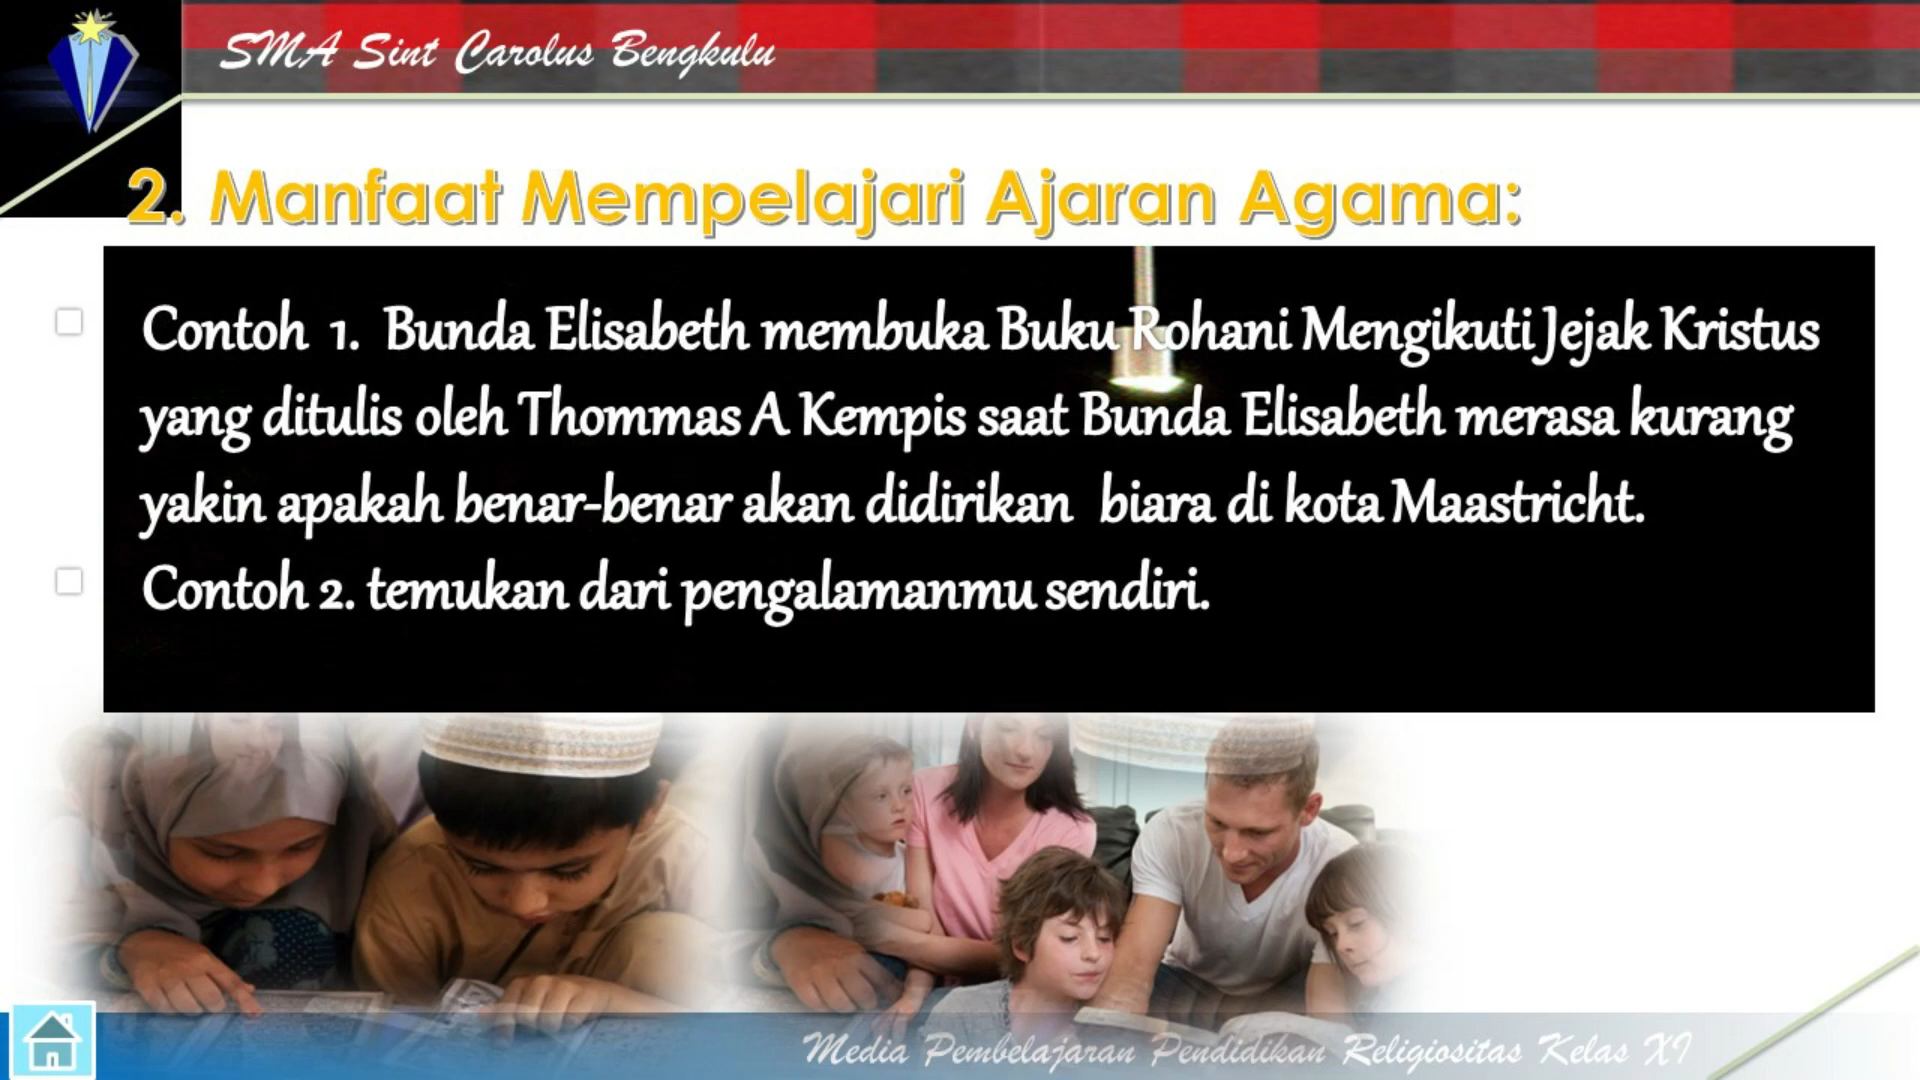 SMA Sint Carolus Bengkulu
2. Manfaat Mempelajari Ajaran Agama:
Contoh 1. Bunda Elisabeth membuka Buku Rohani Mengikuti Jejak Kristus
yang ditulis oleh Thommas A Kempis saat Bunda Elisabeth merasa kurang
yakin apakah benar-benar akan didirikan biara di kota Maastricht.
Contoh 2. temukan dari pengalamanmu sendiri.
Media Pembelajaran Pendidikan Religiositas Kelas XI